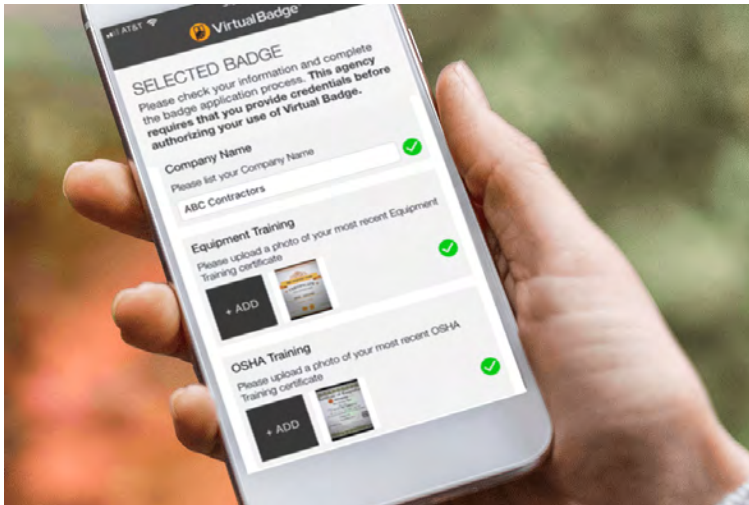 AT&T
Virtual Badge
SELECTED BADGE
Please check your information and complete
the badge application process. This agency
requires that you provide credentials before
authorizing your use of Virtual Badge.
Company Name
Please list your Company Name
ABC Contractors
Equipment Training
Please upload a photo of your most recent Equipment
Training certificate
+ ADD
OSHA Training
Please upload a photo of your most recent OSHA
Training certificate
+ ADD